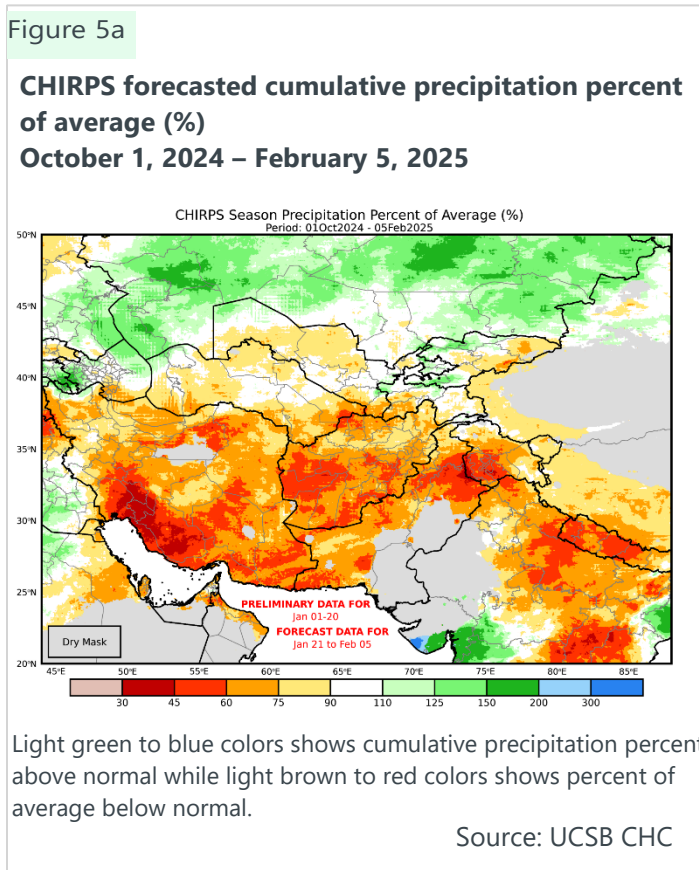 Figure 5a
CHIRPS forecasted cumulative precipitation percent
of average (%)
October 1, 2024 – February 5, 2025
CHIRPS Season Precipitation Percent of Average (%)
Period: 01Oct2024 - 05Feb2025
50°N
45°N
40°N
35°N
30°N
25°N
20°N
PRELIMINARY DATA FOR
Jan 01-20
FORECAST DATA FOR
Jan 21 to Feb 05
Dry Mask
45°E 50°E 55°E 60°E 65°E 70°E 75°E 80°E 85°E
30 45 60 75 90 110 125 150 200 300
Light green to blue colors shows cumulative precipitation percent
above normal while light brown to red colors shows percent of
average below normal.
Source: UCSB CHC